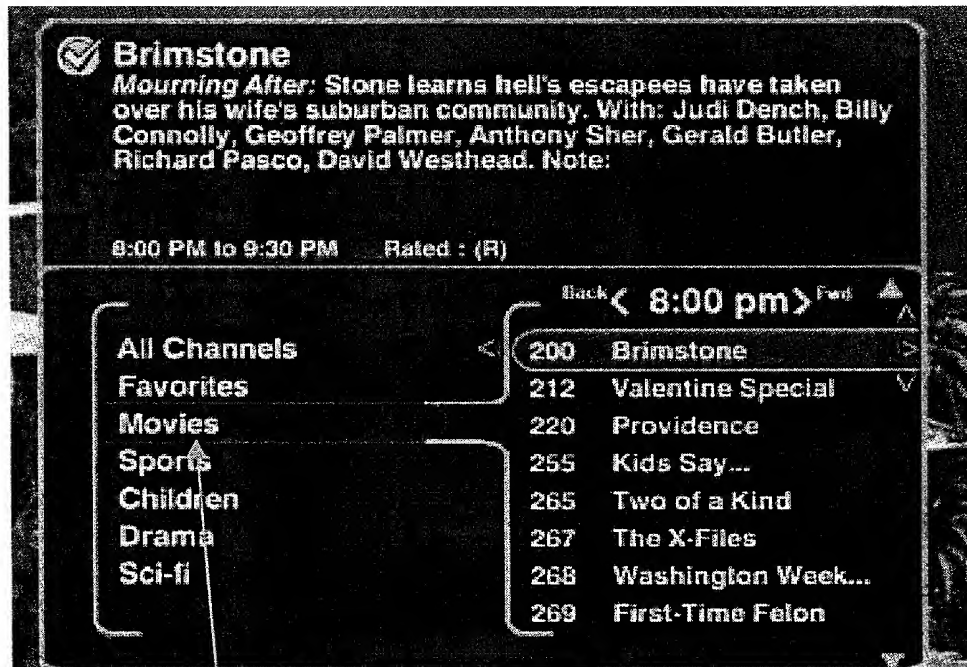 Brimstone
Mourning After: Stone learns hell's escapees have taken
over his wife's suburban community. With: Judi Dench, Billy
Connolly, Geoffrey Palmer, Anthony Sher, Gerald Butler,
Richard Pasco, David Westhead. Note:
8:00 PM to 9:30 PM Rated : (R)
Back < 8:00 pm > Fwd
All Channels
Favorites
Movies
Sports
Children
Drama
Sci-fi
< 200 Brimstone >
212 Valentine Special
220 Providence
255 Kids Say...
265 Two of a Kind
267 The X-Files
268 Washington Week...
269 First-Time Felon